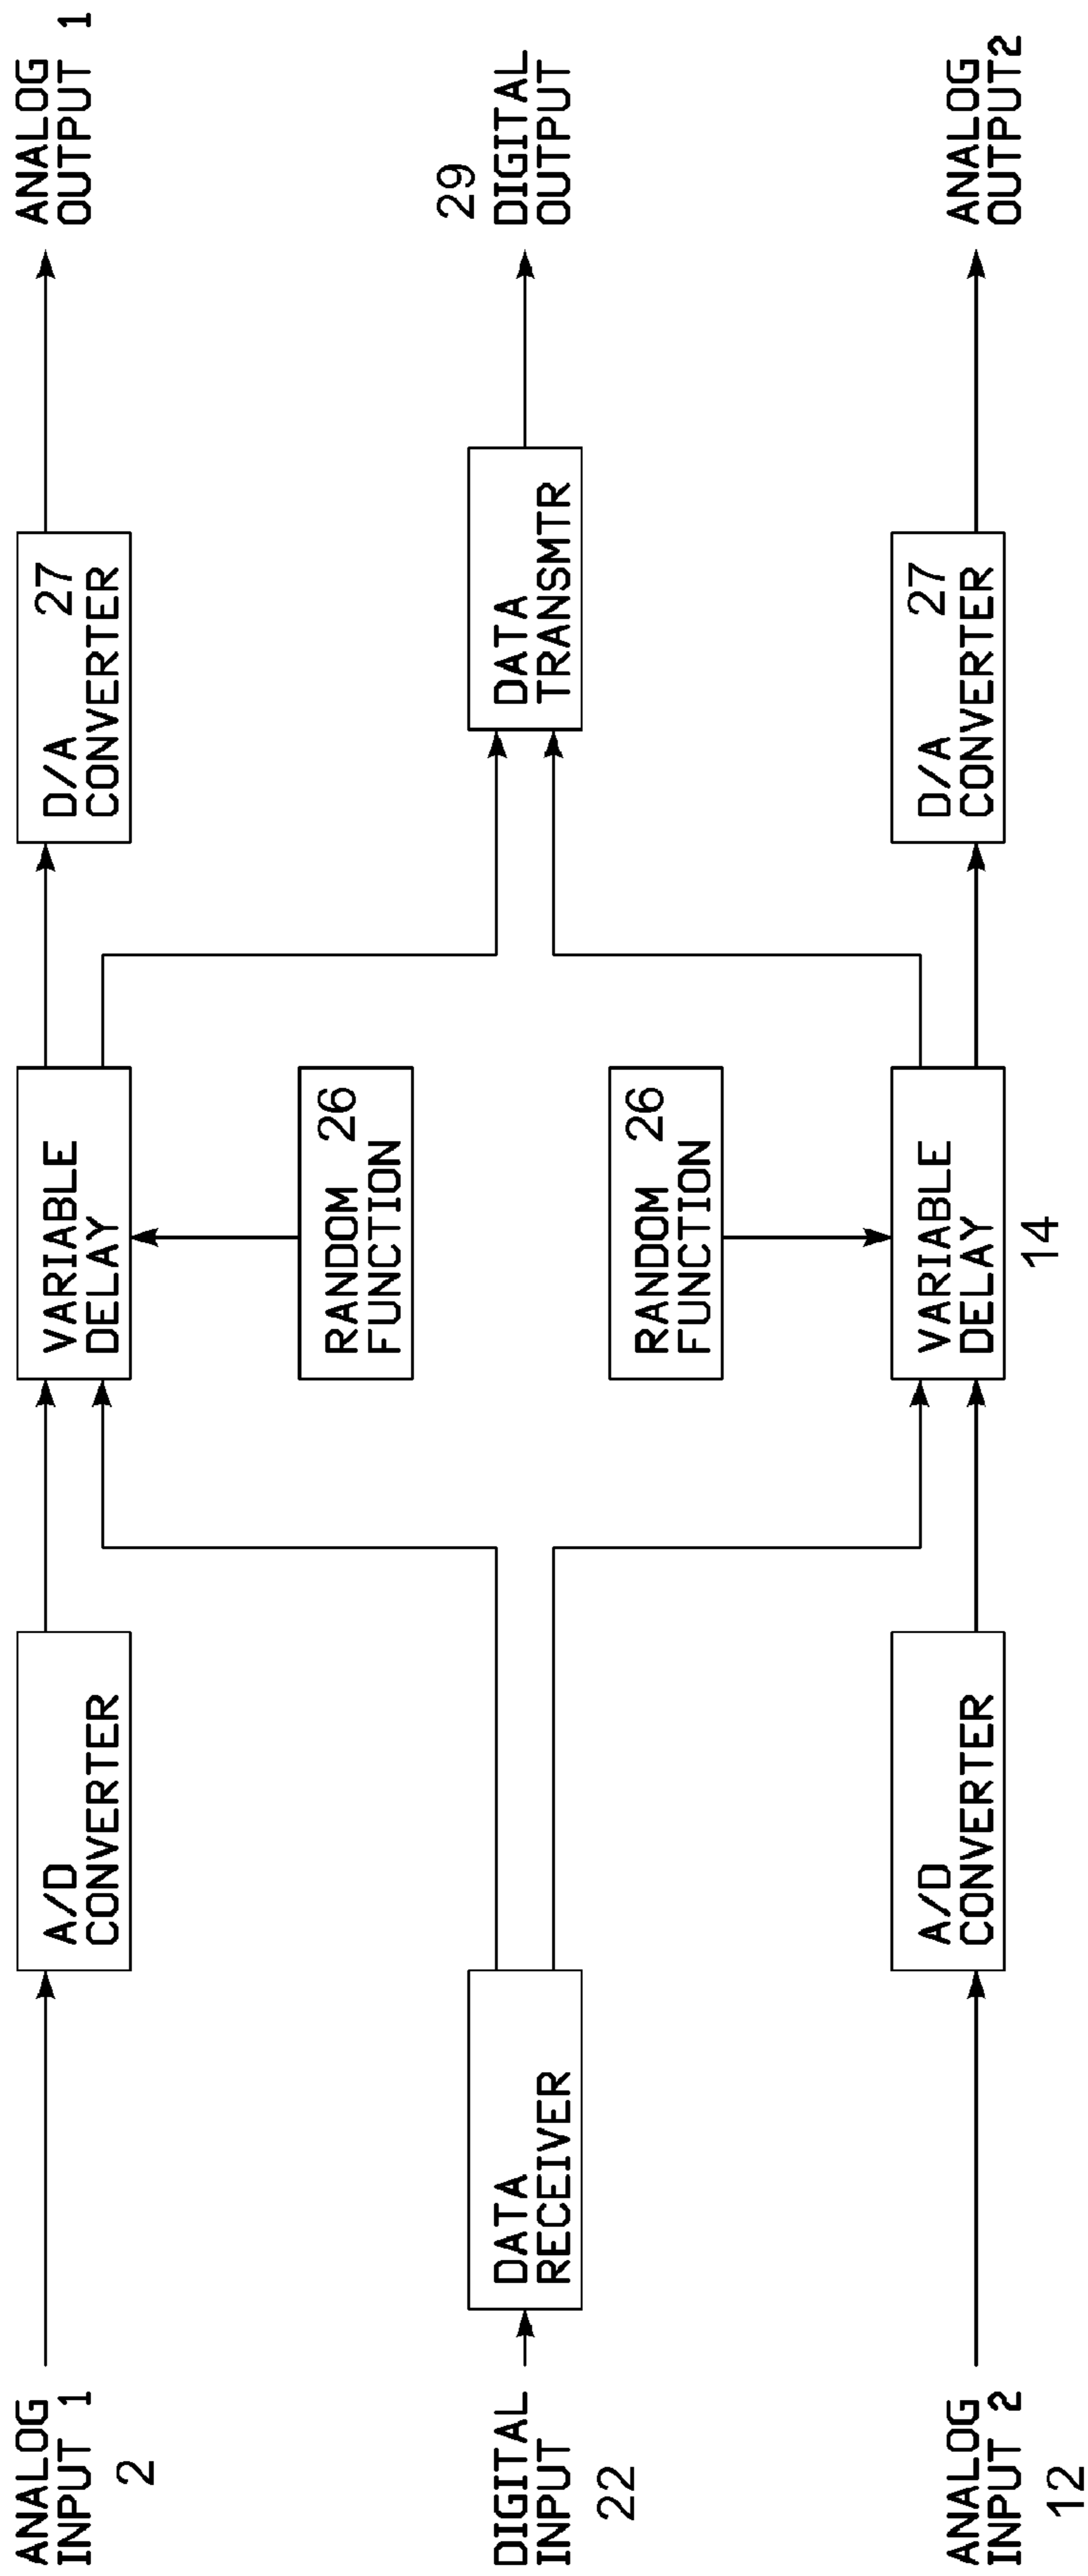 ANALOG
INPUT 1
2
A/D
CONVERTER
VARIABLE
DELAY
D/A 27
CONVERTER
ANALOG
OUTPUT 1
RANDOM 26
FUNCTION
DIGITAL
INPUT
22
DATA
RECEIVER
DATA
TRANSMTR
29
DIGITAL
OUTPUT
RANDOM 26
FUNCTION
ANALOG
INPUT 2
12
A/D
CONVERTER
VARIABLE
DELAY
14
D/A 27
CONVERTER
ANALOG
OUTPUT2